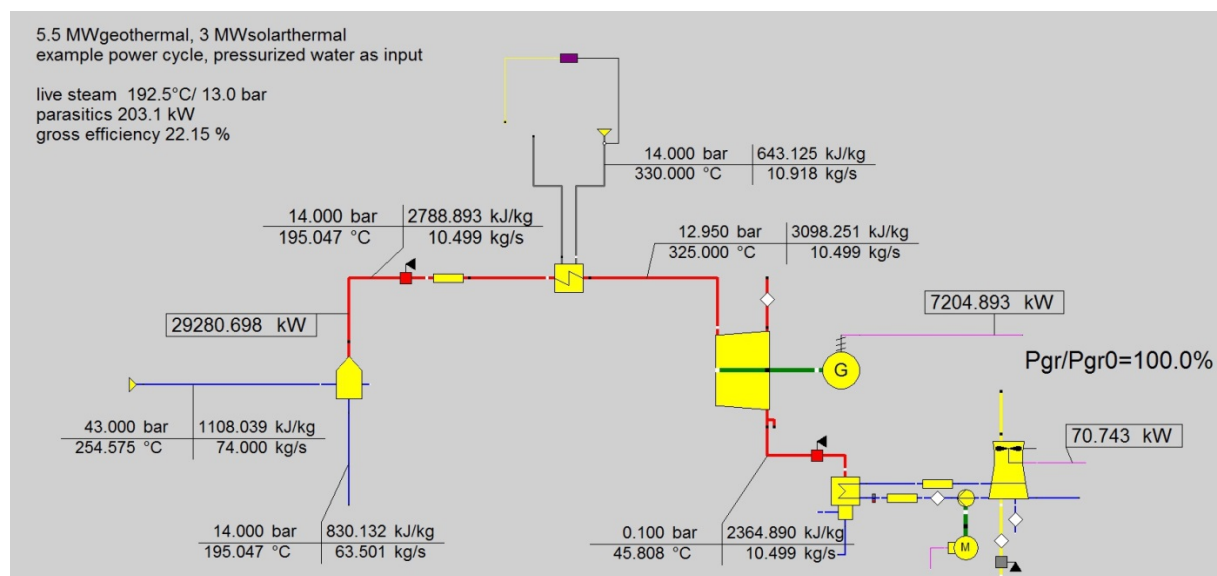 5.5 MWgeothermal, 3 MWsolarthermal
example power cycle, pressurized water as input
live steam 192.5°C/ 13.0 bar
parasitics 203.1 kW
gross efficiency 22.15 %
14.000 bar 643.125 kJ/kg
330.000 °C 10.918 kg/s
14.000 bar 2788.893 kJ/kg
195.047 °C 10.499 kg/s
12.950 bar 3098.251 kJ/kg
325.000 °C 10.499 kg/s
29280.698 kW
7204.893 kW
G
Pgr/Pgr0=100.0%
43.000 bar 1108.039 kJ/kg
254.575 °C 74.000 kg/s
70.743 kW
14.000 bar 830.132 kJ/kg
195.047 °C 63.501 kg/s
0.100 bar 2364.890 kJ/kg
45.808 °C 10.499 kg/s
M